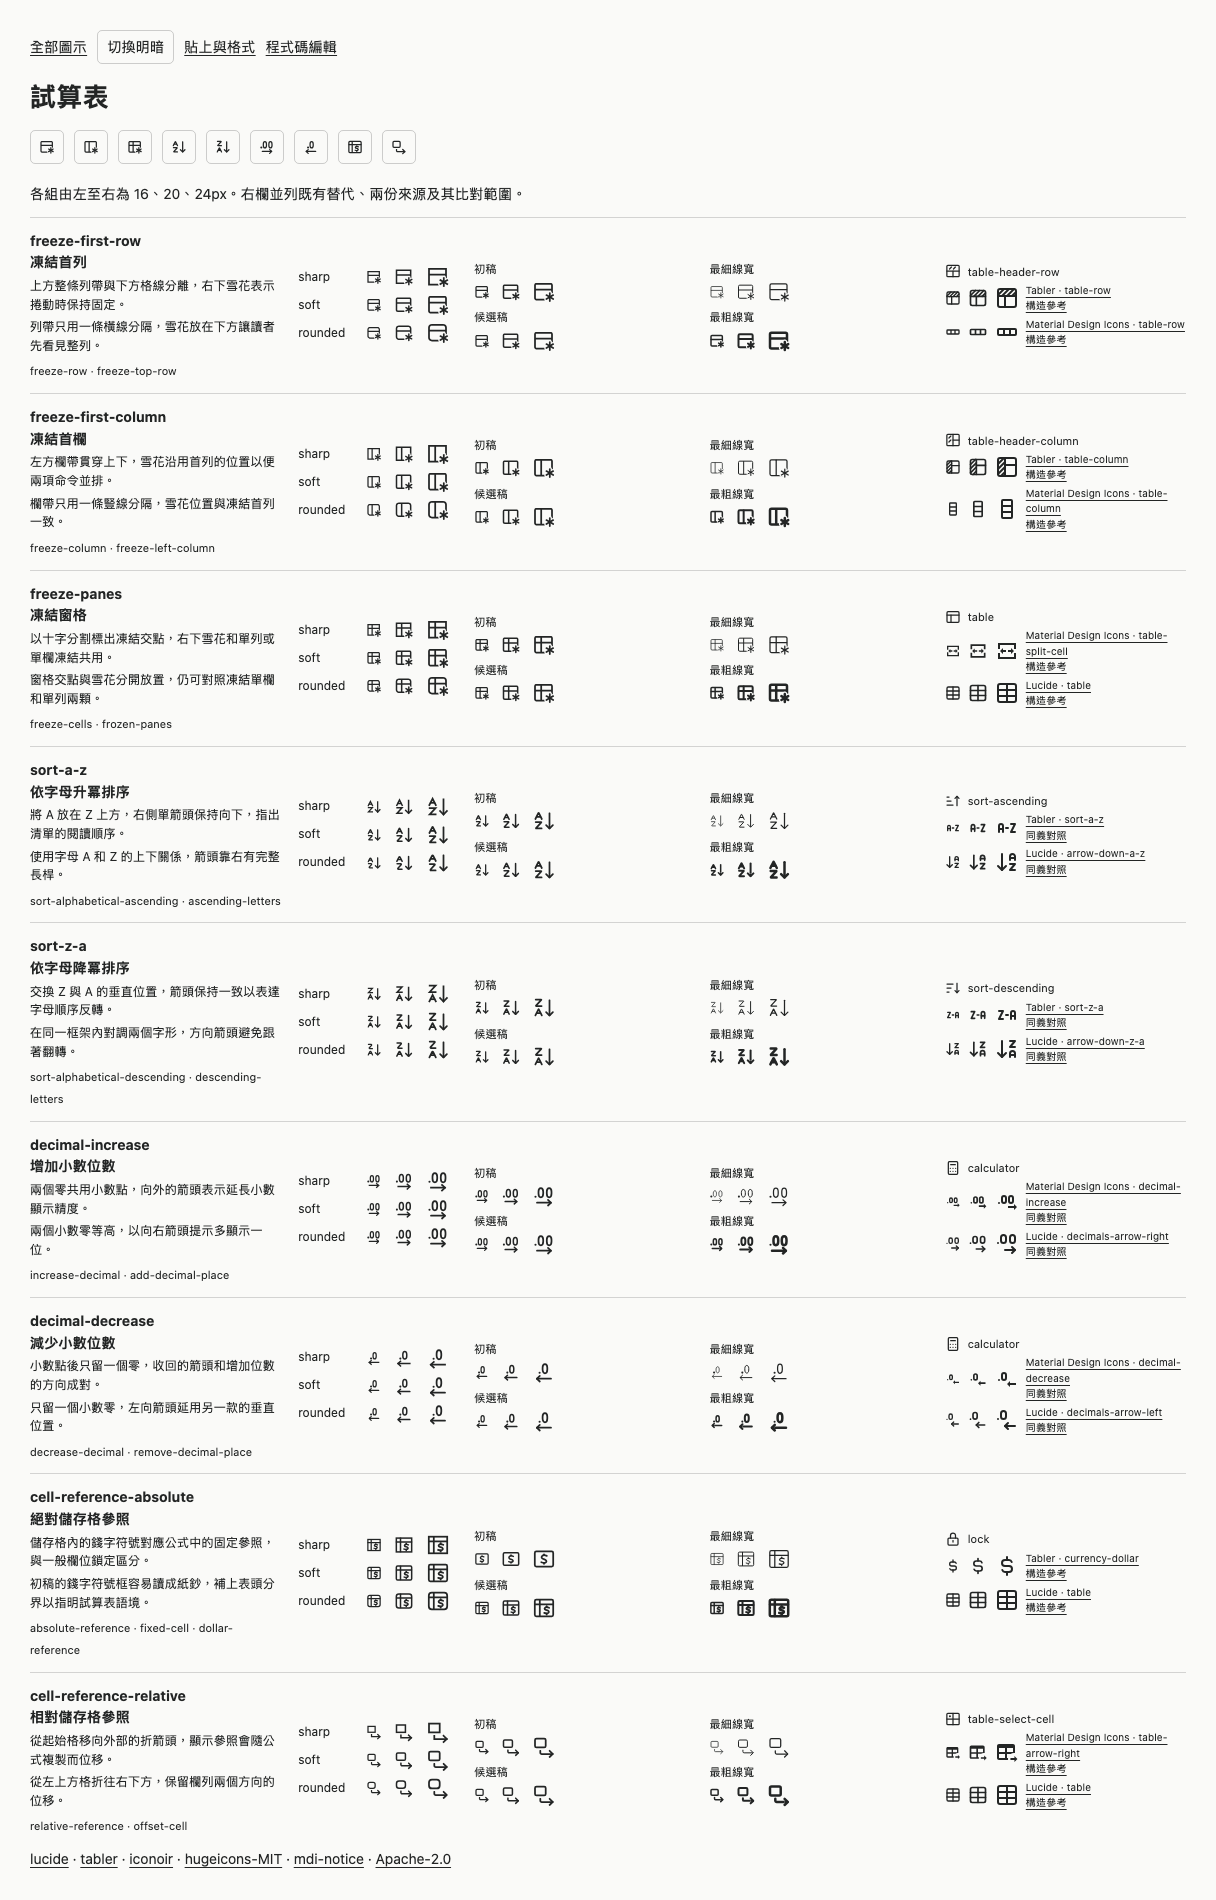 全部圖示 切換明暗 貼上與格式 程式碼編輯
試算表
各組由左至右為 16、20、24px。右欄並列既有替代、兩份來源及其比對範圍。
freeze-first-row
凍結首列
上方整條列帶與下方格線分離，右下雪花表示
捲動時保持固定。
列帶只用一條橫線分隔，雪花放在下方讓讀者
先看見整列。
freeze-row · freeze-top-row
sharp
soft
rounded
初稿
候選稿
最細線寬
最粗線寬
table-header-row
Tabler · table-row
構造參考
Material Design Icons · table-row
構造參考
freeze-first-column
凍結首欄
左方欄帶貫穿上下，雪花沿用首列的位置以便
兩項命令並排。
欄帶只用一條豎線分隔，雪花位置與凍結首列
一致。
freeze-column · freeze-left-column
sharp
soft
rounded
初稿
候選稿
最細線寬
最粗線寬
table-header-column
Tabler · table-column
構造參考
Material Design Icons · table-
column
構造參考
freeze-panes
凍結窗格
以十字分割標出凍結交點，右下雪花和單列或
單欄凍結共用。
窗格交點與雪花分開放置，仍可對照凍結單欄
和單列兩顆。
freeze-cells · frozen-panes
sharp
soft
rounded
初稿
候選稿
最細線寬
最粗線寬
table
Material Design Icons · table-
split-cell
構造參考
Lucide · table
構造參考
sort-a-z
依字母升冪排序
將 A 放在 Z 上方，右側單箭頭保持向下，指出
清單的閱讀順序。
使用字母 A 和 Z 的上下關係，箭頭靠右有完整
長桿。
sort-alphabetical-ascending · ascending-letters
sharp
soft
rounded
初稿
候選稿
最細線寬
最粗線寬
sort-ascending
Tabler · sort-a-z
同義對照
Lucide · arrow-down-a-z
同義對照
sort-z-a
依字母降冪排序
交換 Z 與 A 的垂直位置，箭頭保持一致以表達
字母順序反轉。
在同一框架內對調兩個字形，方向箭頭避免跟
著翻轉。
sort-alphabetical-descending · descending-
letters
sharp
soft
rounded
初稿
候選稿
最細線寬
最粗線寬
sort-descending
Tabler · sort-z-a
同義對照
Lucide · arrow-down-z-a
同義對照
decimal-increase
增加小數位數
兩個零共用小數點，向外的箭頭表示延長小數
顯示精度。
兩個小數零等高，以向右箭頭提示多顯示一
位。
increase-decimal · add-decimal-place
sharp
soft
rounded
初稿
候選稿
最細線寬
最粗線寬
calculator
Material Design Icons · decimal-
increase
同義對照
Lucide · decimals-arrow-right
同義對照
decimal-decrease
減少小數位數
小數點後只留一個零，收回的箭頭和增加位數
的方向成對。
只留一個小數零，左向箭頭延用另一款的垂直
位置。
decrease-decimal · remove-decimal-place
sharp
soft
rounded
初稿
候選稿
最細線寬
最粗線寬
calculator
Material Design Icons · decimal-
decrease
同義對照
Lucide · decimals-arrow-left
同義對照
cell-reference-absolute
絕對儲存格參照
儲存格內的錢字符號對應公式中的固定參照，
與一般欄位鎖定區分。
初稿的錢字符號框容易讀成紙鈔，補上表頭分
界以指明試算表語境。
absolute-reference · fixed-cell · dollar-
reference
sharp
soft
rounded
初稿
候選稿
最細線寬
最粗線寬
lock
Tabler · currency-dollar
構造參考
Lucide · table
構造參考
cell-reference-relative
相對儲存格參照
從起始格移向外部的折箭頭，顯示參照會隨公
式複製而位移。
從左上方格折往右下方，保留欄列兩個方向的
位移。
relative-reference · offset-cell
sharp
soft
rounded
初稿
候選稿
最細線寬
最粗線寬
table-select-cell
Material Design Icons · table-
arrow-right
構造參考
Lucide · table
構造參考
lucide · tabler · iconoir · hugeicons-MIT · mdi-notice · Apache-2.0